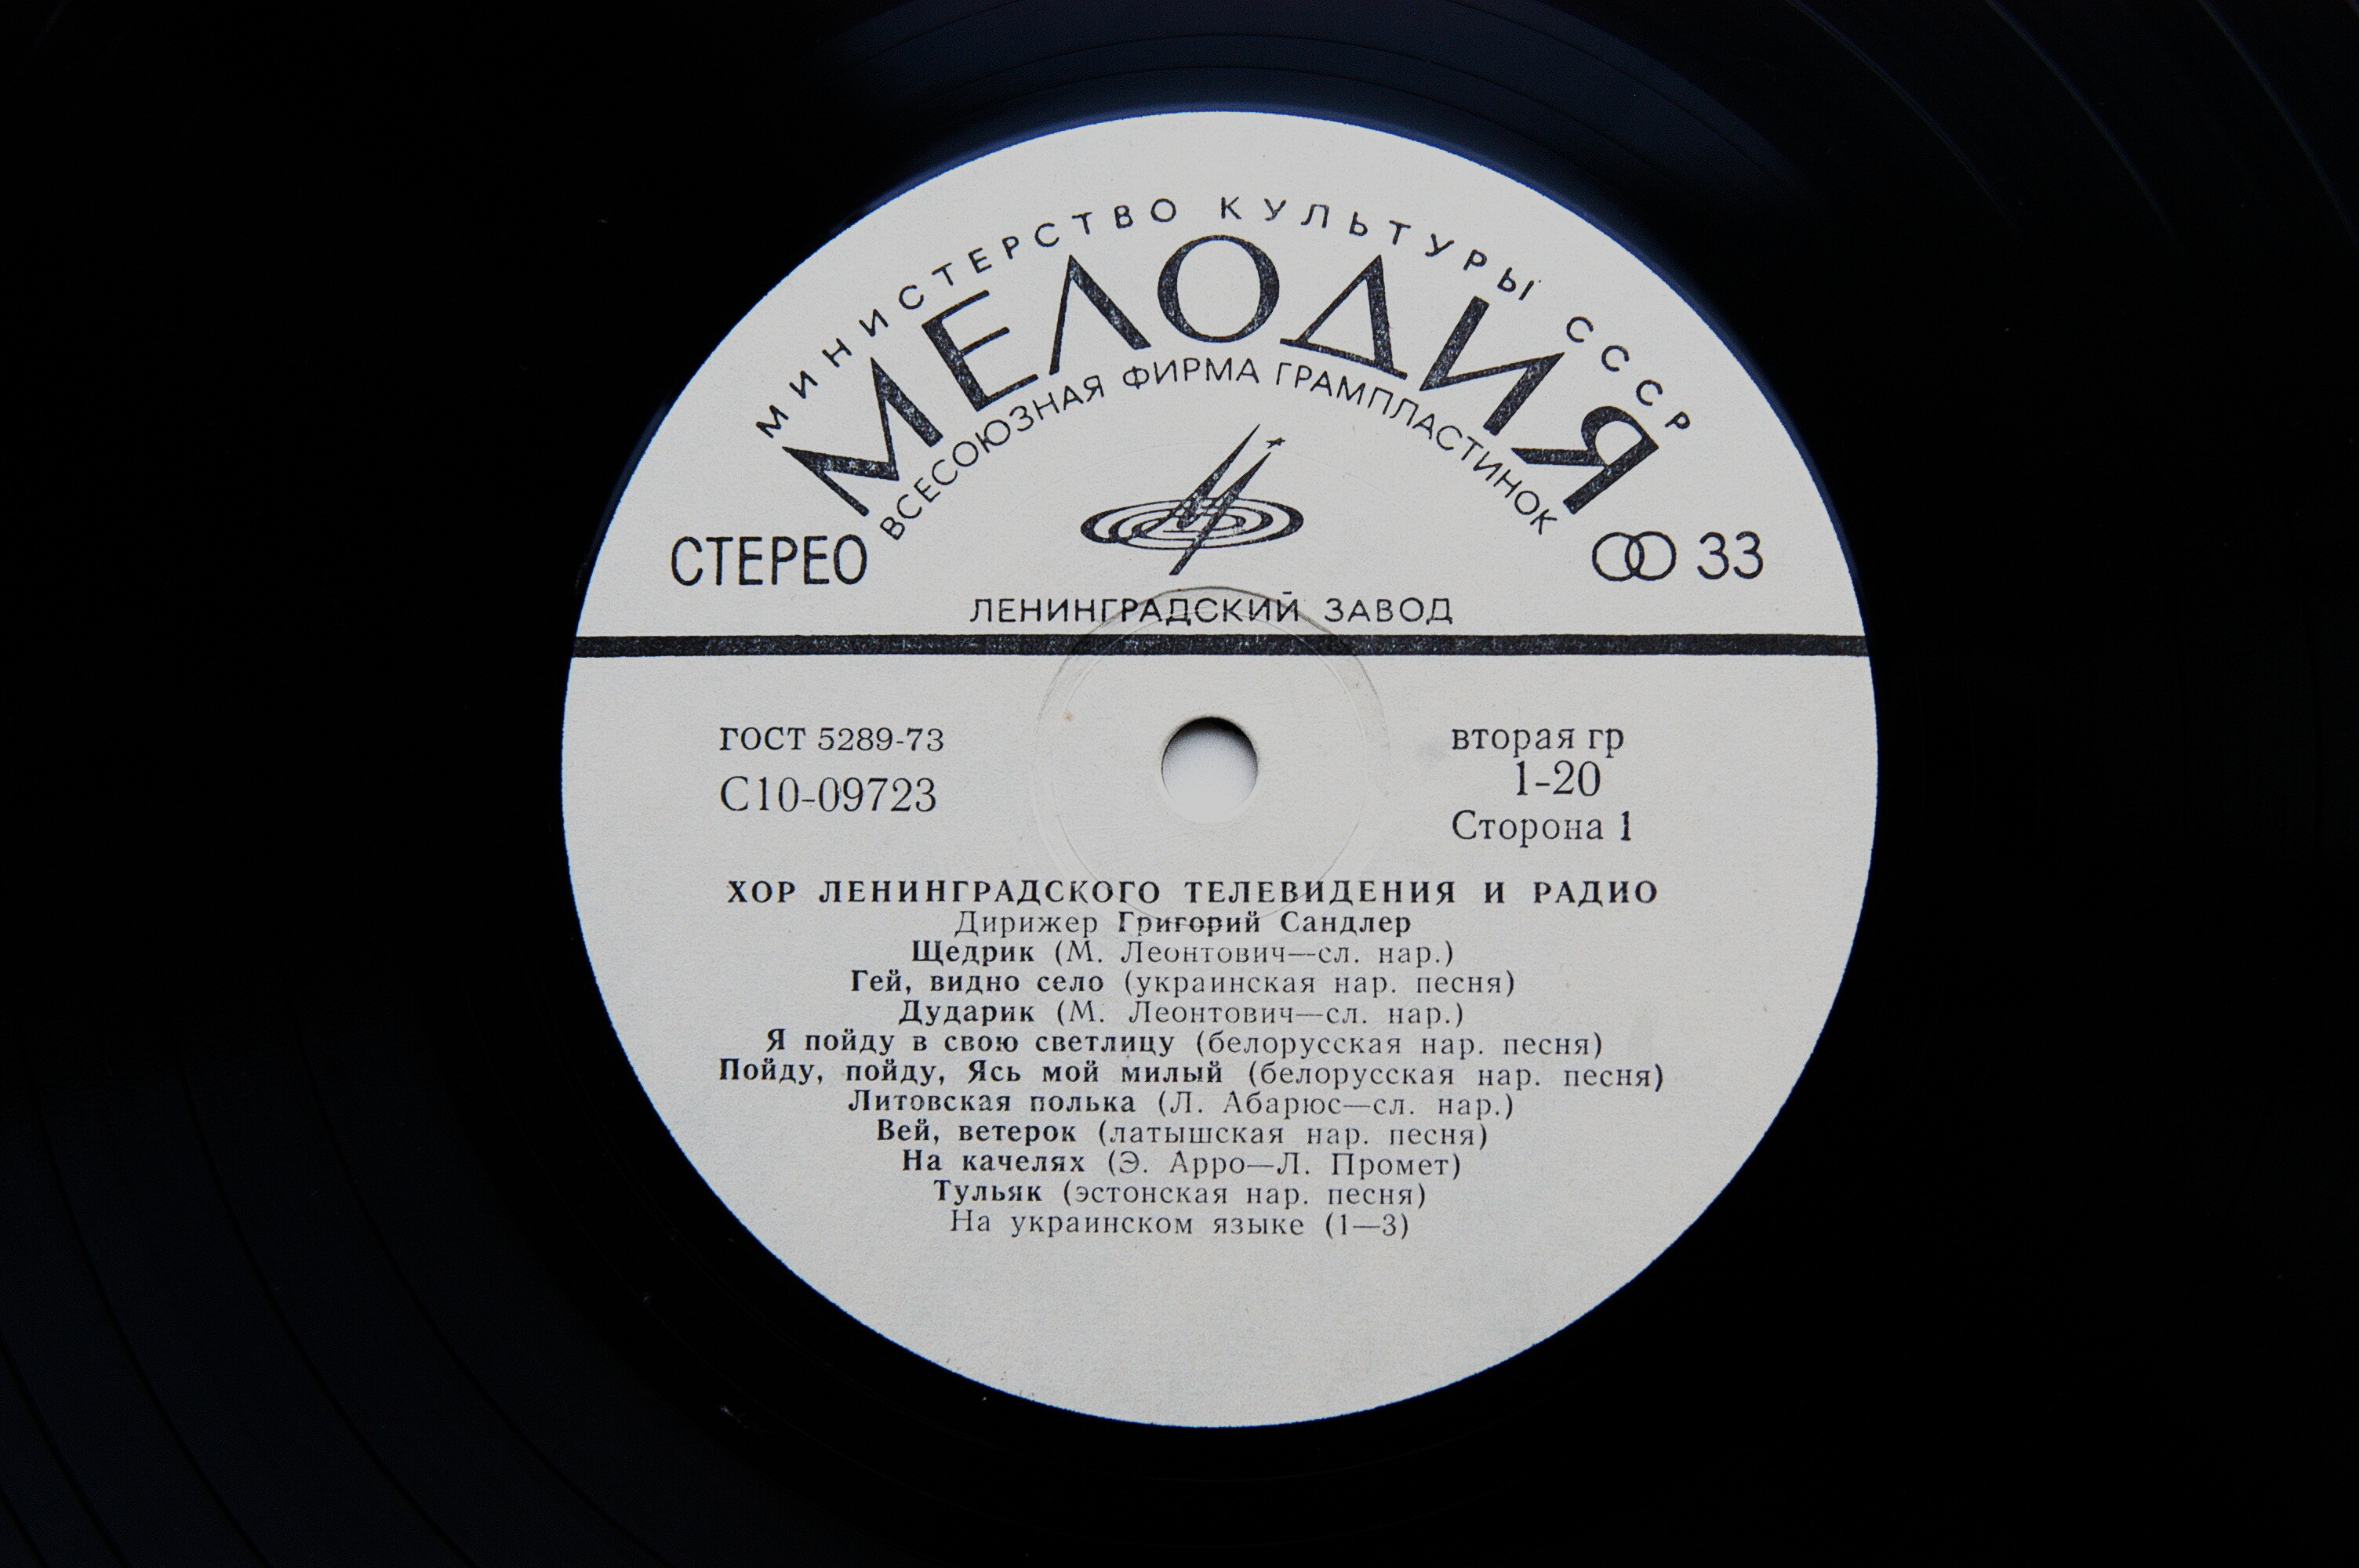 МИНИСТЕРСТВО КУЛЬТУРЫ СССР
МЕЛОДИЯ
ВСЕСОЮЗНАЯ ФИРМА ГРАМПЛАСТИНОК
СТЕРЕО
33
ЛЕНИНГРАДСКИЙ ЗАВОД
ГОСТ 5289-73
С10-09723
вторая гр
1-20
Сторона 1
ХОР ЛЕНИНГРАДСКОГО ТЕЛЕВИДЕНИЯ И РАДИО
Дирижер Григорий Сандлер
Щедрик (М. Леонтович—сл. нар.)
Гей, видно село (украинская нар. песня)
Дударик (М. Леонтович—сл. нар.)
Я пойду в свою светлицу (белорусская нар. песня)
Пойду, пойду, Ясь мой милый (белорусская нар. песня)
Литовская полька (Л. Абарюс—сл. нар.)
Вей, ветерок (латышская нар. песня)
На качелях (Э. Арро—Л. Промет)
Тульяк (эстонская нар. песня)
На украинском языке (1—3)